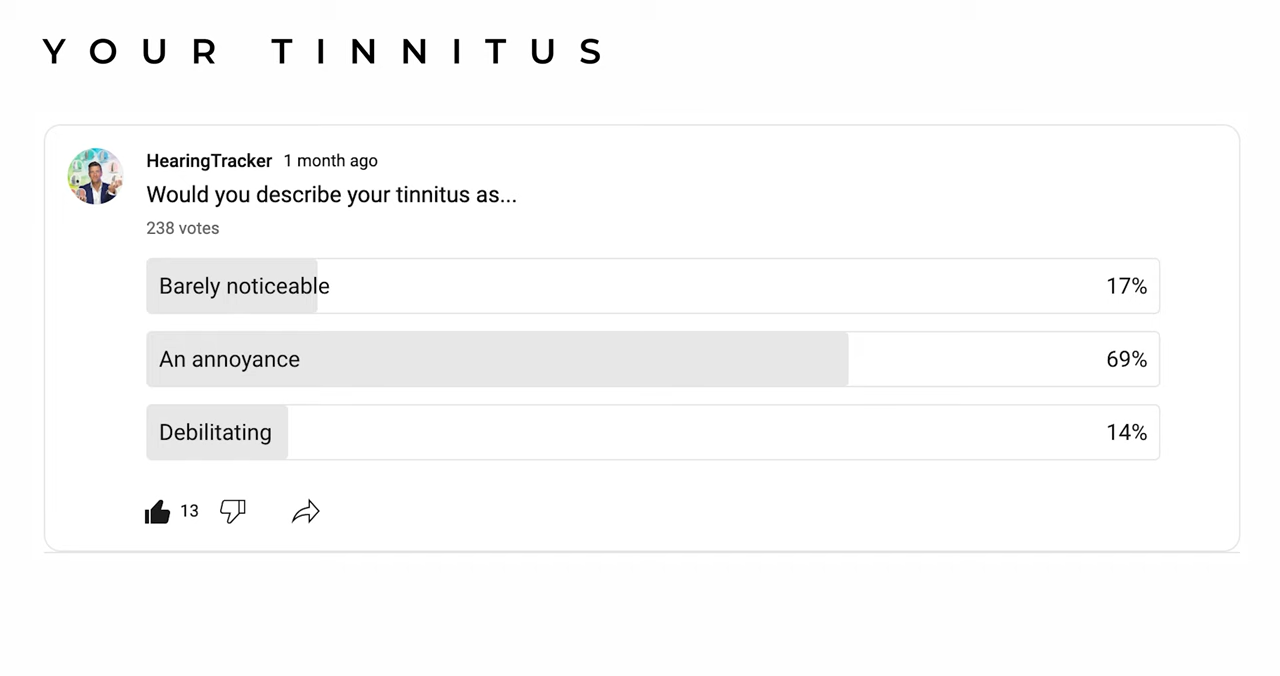 YOUR TINNITUS
HearingTracker 1 month ago
Would you describe your tinnitus as...
238 votes
Barely noticeable 17%
An annoyance 69%
Debilitating 14%
13